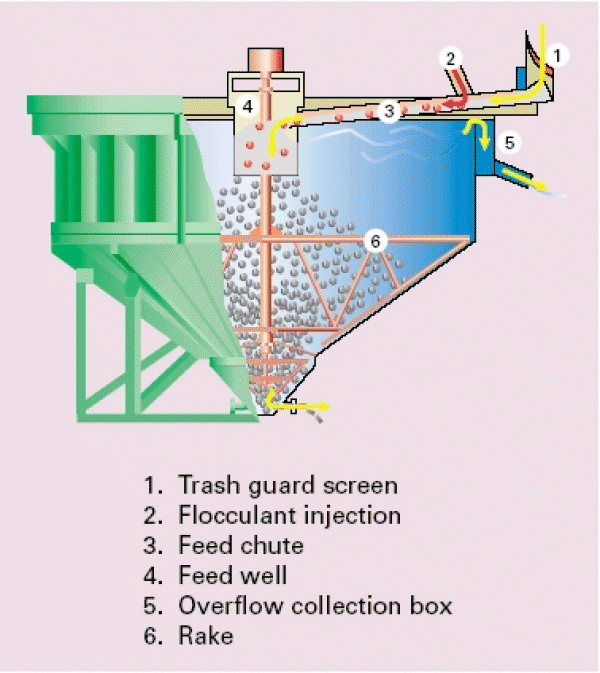 1
2
3
4
5
6
1. Trash guard screen
2. Flocculant injection
3. Feed chute
4. Feed well
5. Overflow collection box
6. Rake